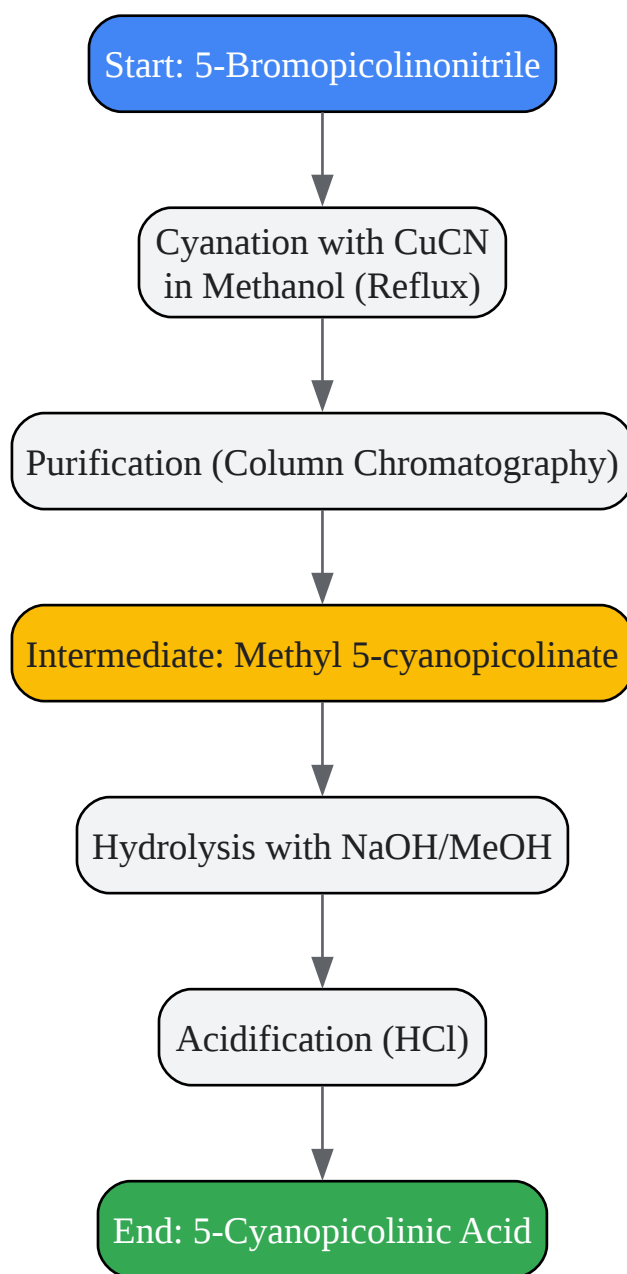 Start: 5-Bromopicolinonitrile
Cyanation with CuCN
in Methanol (Reflux)
Purification (Column Chromatography)
Intermediate: Methyl 5-cyanopicolinate
Hydrolysis with NaOH/MeOH
Acidification (HCl)
End: 5-Cyanopicolinic Acid